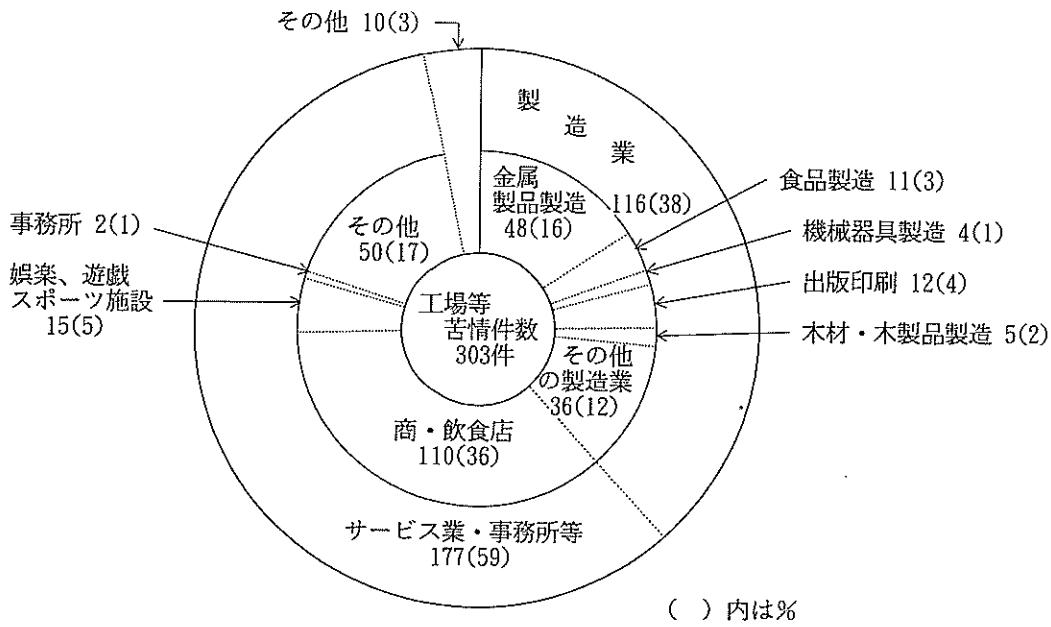 その他 10(3)
製造業
116(38)
金属
製品製造
48(16)
食品製造 11(3)
機械器具製造 4(1)
出版印刷 12(4)
木材・木製品製造 5(2)
その他
の製造業
36(12)
工場等
苦情件数
303件
その他
50(17)
事務所 2(1)
娯楽、遊戯
スポーツ施設
15(5)
商・飲食店
110(36)
サービス業・事務所等
177(59)
( )内は%